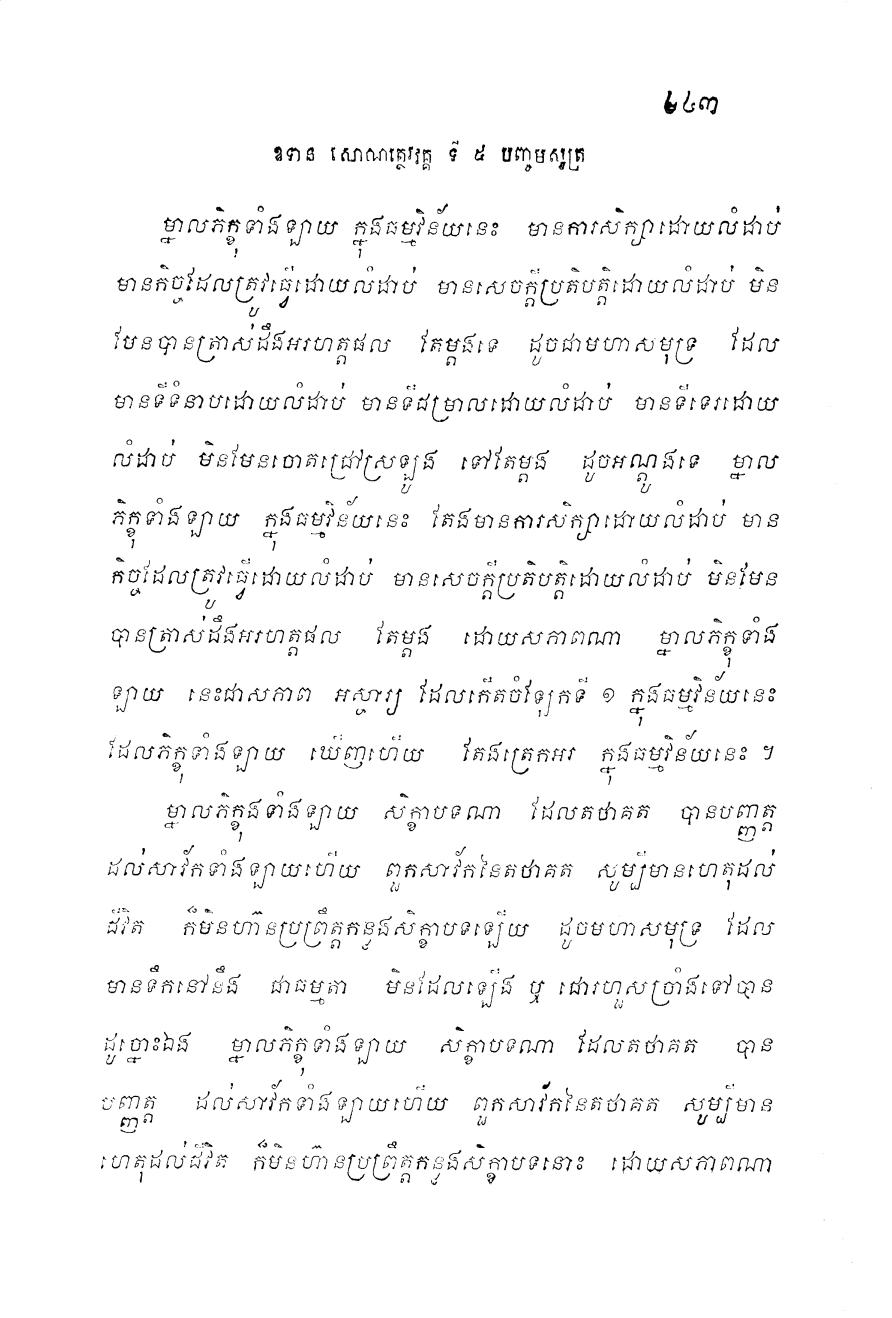 ៤៤៣
ឧទាន សោណត្ថេរវគ្គ ទី ៥ បញ្ចមសូត្រ
ម្នាលភិក្ខុទាំងឡាយ ក្នុងធម្មវិន័យនេះ មានការសិក្សាដោយលំដាប់
មានកិច្ចដែលត្រូវធ្វើដោយលំដាប់ មានសេចក្តីប្រតិបត្តិដោយលំដាប់ មិន
មែនបានត្រាស់ដឹងអរហត្តផល តែម្តងទេ ដូចជាមហាសមុទ្រ ដែល
មានទីទំនាបដោយលំដាប់ មានទីជម្រាលដោយលំដាប់ មានទីទេរដោយ
លំដាប់ មិនមែនចោតជ្រៅស្រឡូង ទៅតែម្តង ដូចអណ្តូងទេ ម្នាល
ភិក្ខុទាំងឡាយ ក្នុងធម្មវិន័យនេះ តែងមានការសិក្សាដោយលំដាប់ មាន
កិច្ចដែលត្រូវធ្វើដោយលំដាប់ មានសេចក្តីប្រតិបត្តិដោយលំដាប់ មិនមែន
បានត្រាស់ដឹងអរហត្តផល តែម្តង ដោយសភាពណា ម្នាលភិក្ខុទាំង
ឡាយ នេះជាសភាព អស្ចារ្យ ដែលកើតចំឡែកទី ១ ក្នុងធម្មវិន័យនេះ
ដែលភិក្ខុទាំងឡាយ ឃើញហើយ តែងត្រេកអរ ក្នុងធម្មវិន័យនេះ ។
ម្នាលភិក្ខុងទាំងឡាយ សិក្ខាបទណា ដែលតថាគត បានបញ្ញត្ត
ដល់សាវ័កទាំងឡាយហើយ ពួកសាវ័កនៃតថាគត សូម្បីមានហេតុដល់
ជីវិត ក៏មិនហ៊ានប្រព្រឹត្តកន្លងសិក្ខាបទឡើយ ដូចមហាសមុទ្រ ដែល
មានទឹកនៅនឹង ជាធម្មតា មិនដែលឡើង ឬ ជោរហួសច្រាំងទៅបាន
ដូច្នោះឯង ម្នាលភិក្ខុទាំងឡាយ សិក្ខាបទណា ដែលតថាគត បាន
បញ្ញត្ត ដល់សាវ័កទាំងឡាយហើយ ពួកសាវ័កនៃតថាគត សូម្បីមាន
ហេតុដល់ជីវិត ក៏មិនហ៊ានប្រព្រឹត្តកន្លងសិក្ខាបទនោះ ដោយសភាពណា